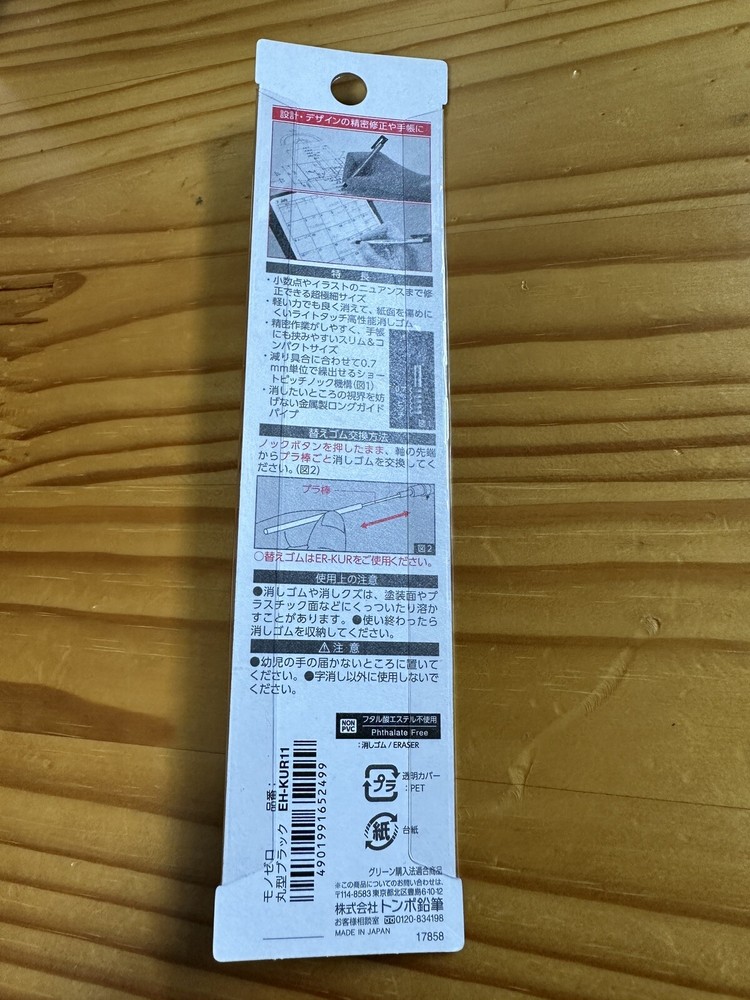 設計・デザインの精密修正や手帳に
特 長
・小数点やイラストのニュアンスまで修
正できる超極細サイズ
・軽い力でも良く消えて、紙面を傷めに
くいライトタッチ高性能消しゴム
・精密作業がしやすく、手帳
にも挟みやすいスリム&コ
ンパクトサイズ
・減り具合に合わせて0.7
mm単位で繰出せるショー
トピッチノック機構(図1)
・消したいところの視界を妨
げない金属製ロングガイド
パイプ
替えゴム交換方法
ノックボタンを押したまま、軸の先端
からプラ棒ごと消しゴムを交換してく
ださい。(図2)
プラ棒
図2
○替えゴムはER-KURをご使用ください。
使用上の注意
●消しゴムや消しクズは、塗装面やプ
ラスチック面などにくっついたり溶か
すことがあります。●使い終わったら
消しゴムを収納してください。
⚠注 意
●幼児の手の届かないところに置いて
ください。●字消し以外に使用しないで
ください。
NON
PVC
フタル酸エステル不使用
Phthalate Free
:消しゴム/ERASER
プラ
透明カバー
:PET
紙
台紙
モノゼロ
丸型ブラック
品番:
EH-KUR11
4901991652499
グリーン購入法適合商品
※この商品についてのお問い合わせは、
〒114-8583 東京都北区豊島6-10-12
株式会社トンボ鉛筆
お客様相談室 0120-834198
MADE IN JAPAN
17858